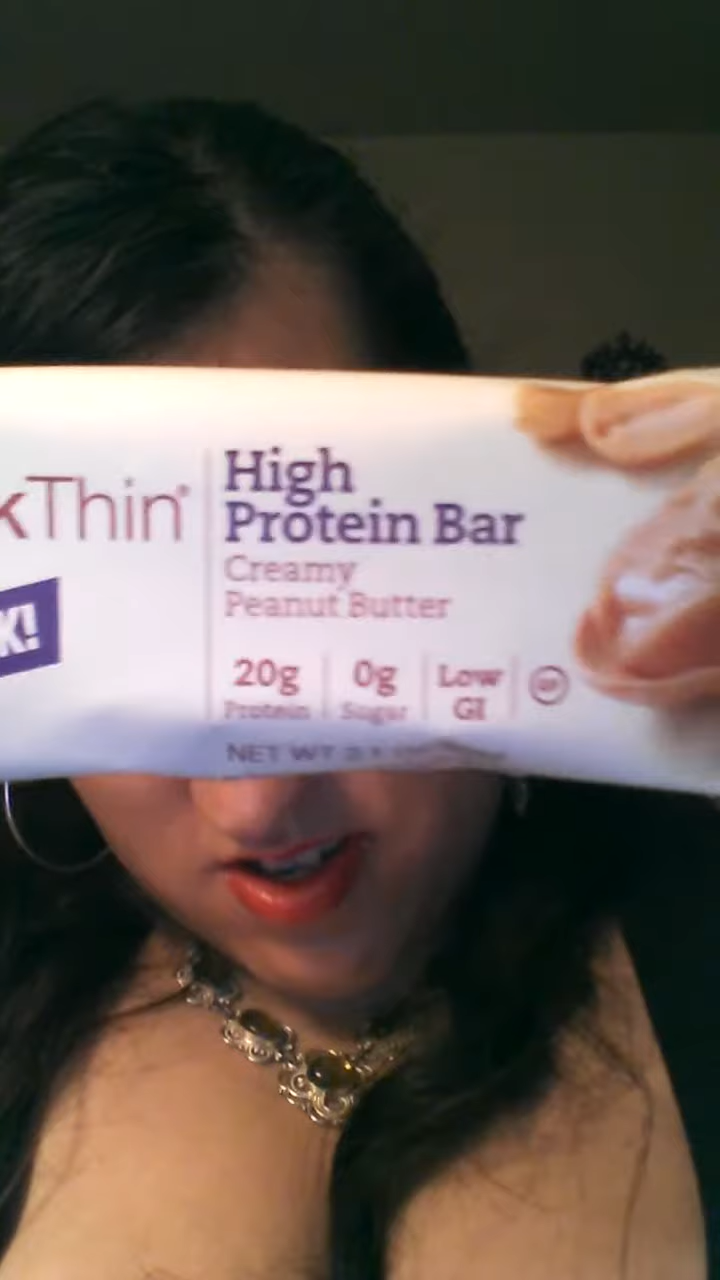 kThin®
K!
High
Protein Bar
Creamy
Peanut Butter
20g 0g Low
Protein Sugar GI
NET WT